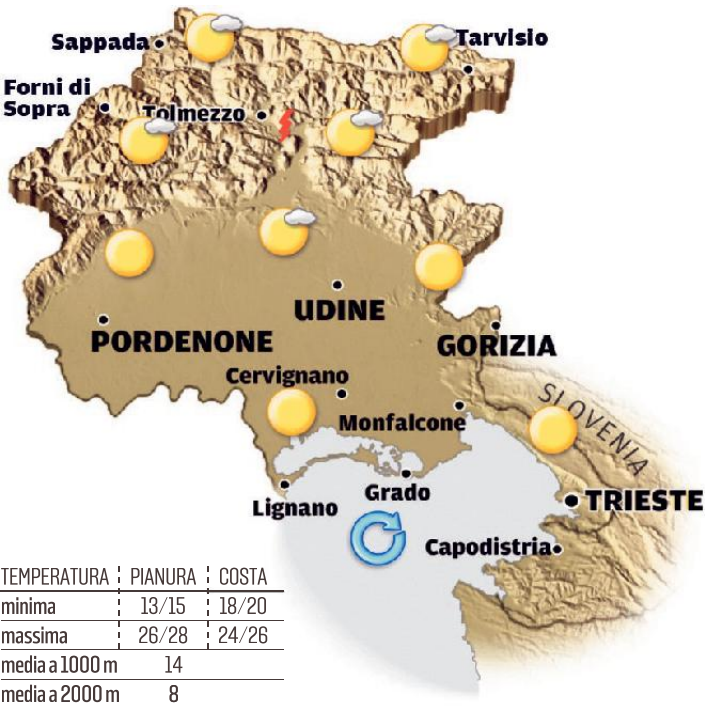 Sappada
Tarvisio
Forni di
Sopra
Tolmezzo
UDINE
PORDENONE
GORIZIA
Cervignano
SLOVENIA
Monfalcone
Grado
Lignano
TRIESTE
Capodistria
TEMPERATURA PIANURA COSTA
minima 13/15 18/20
massima 26/28 24/26
media a 1000 m 14
media a 2000 m 8